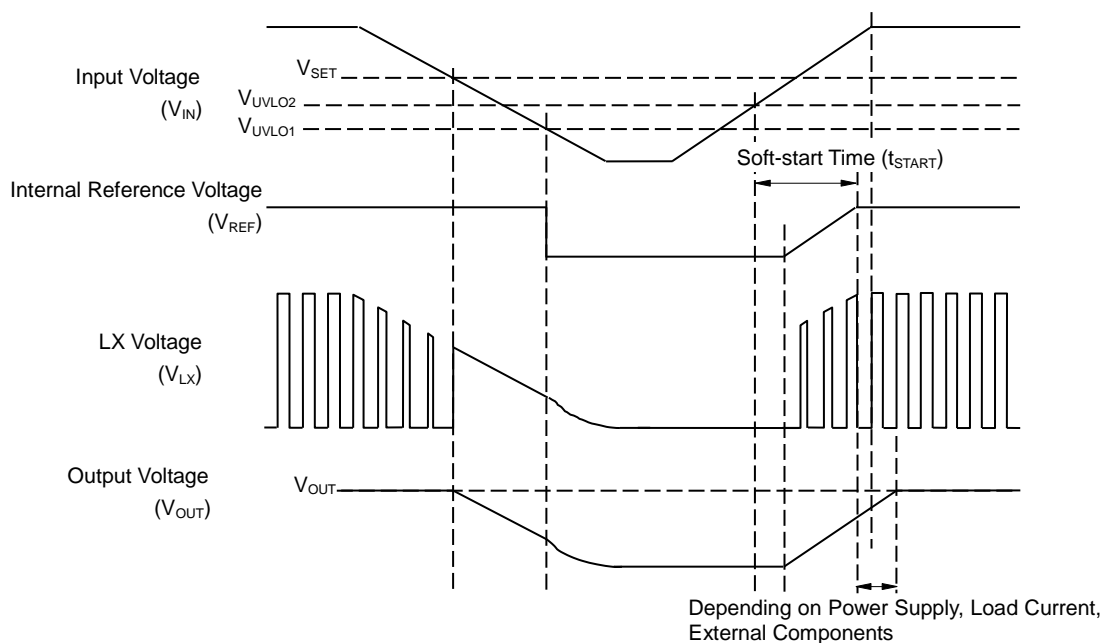 Input Voltage
(VIN)
VSET
VUVLO2
VUVLO1
Soft-start Time (tSTART)
Internal Reference Voltage
(VREF)
LX Voltage
(VLX)
Output Voltage
(VOUT)
VOUT
Depending on Power Supply, Load Current,
External Components